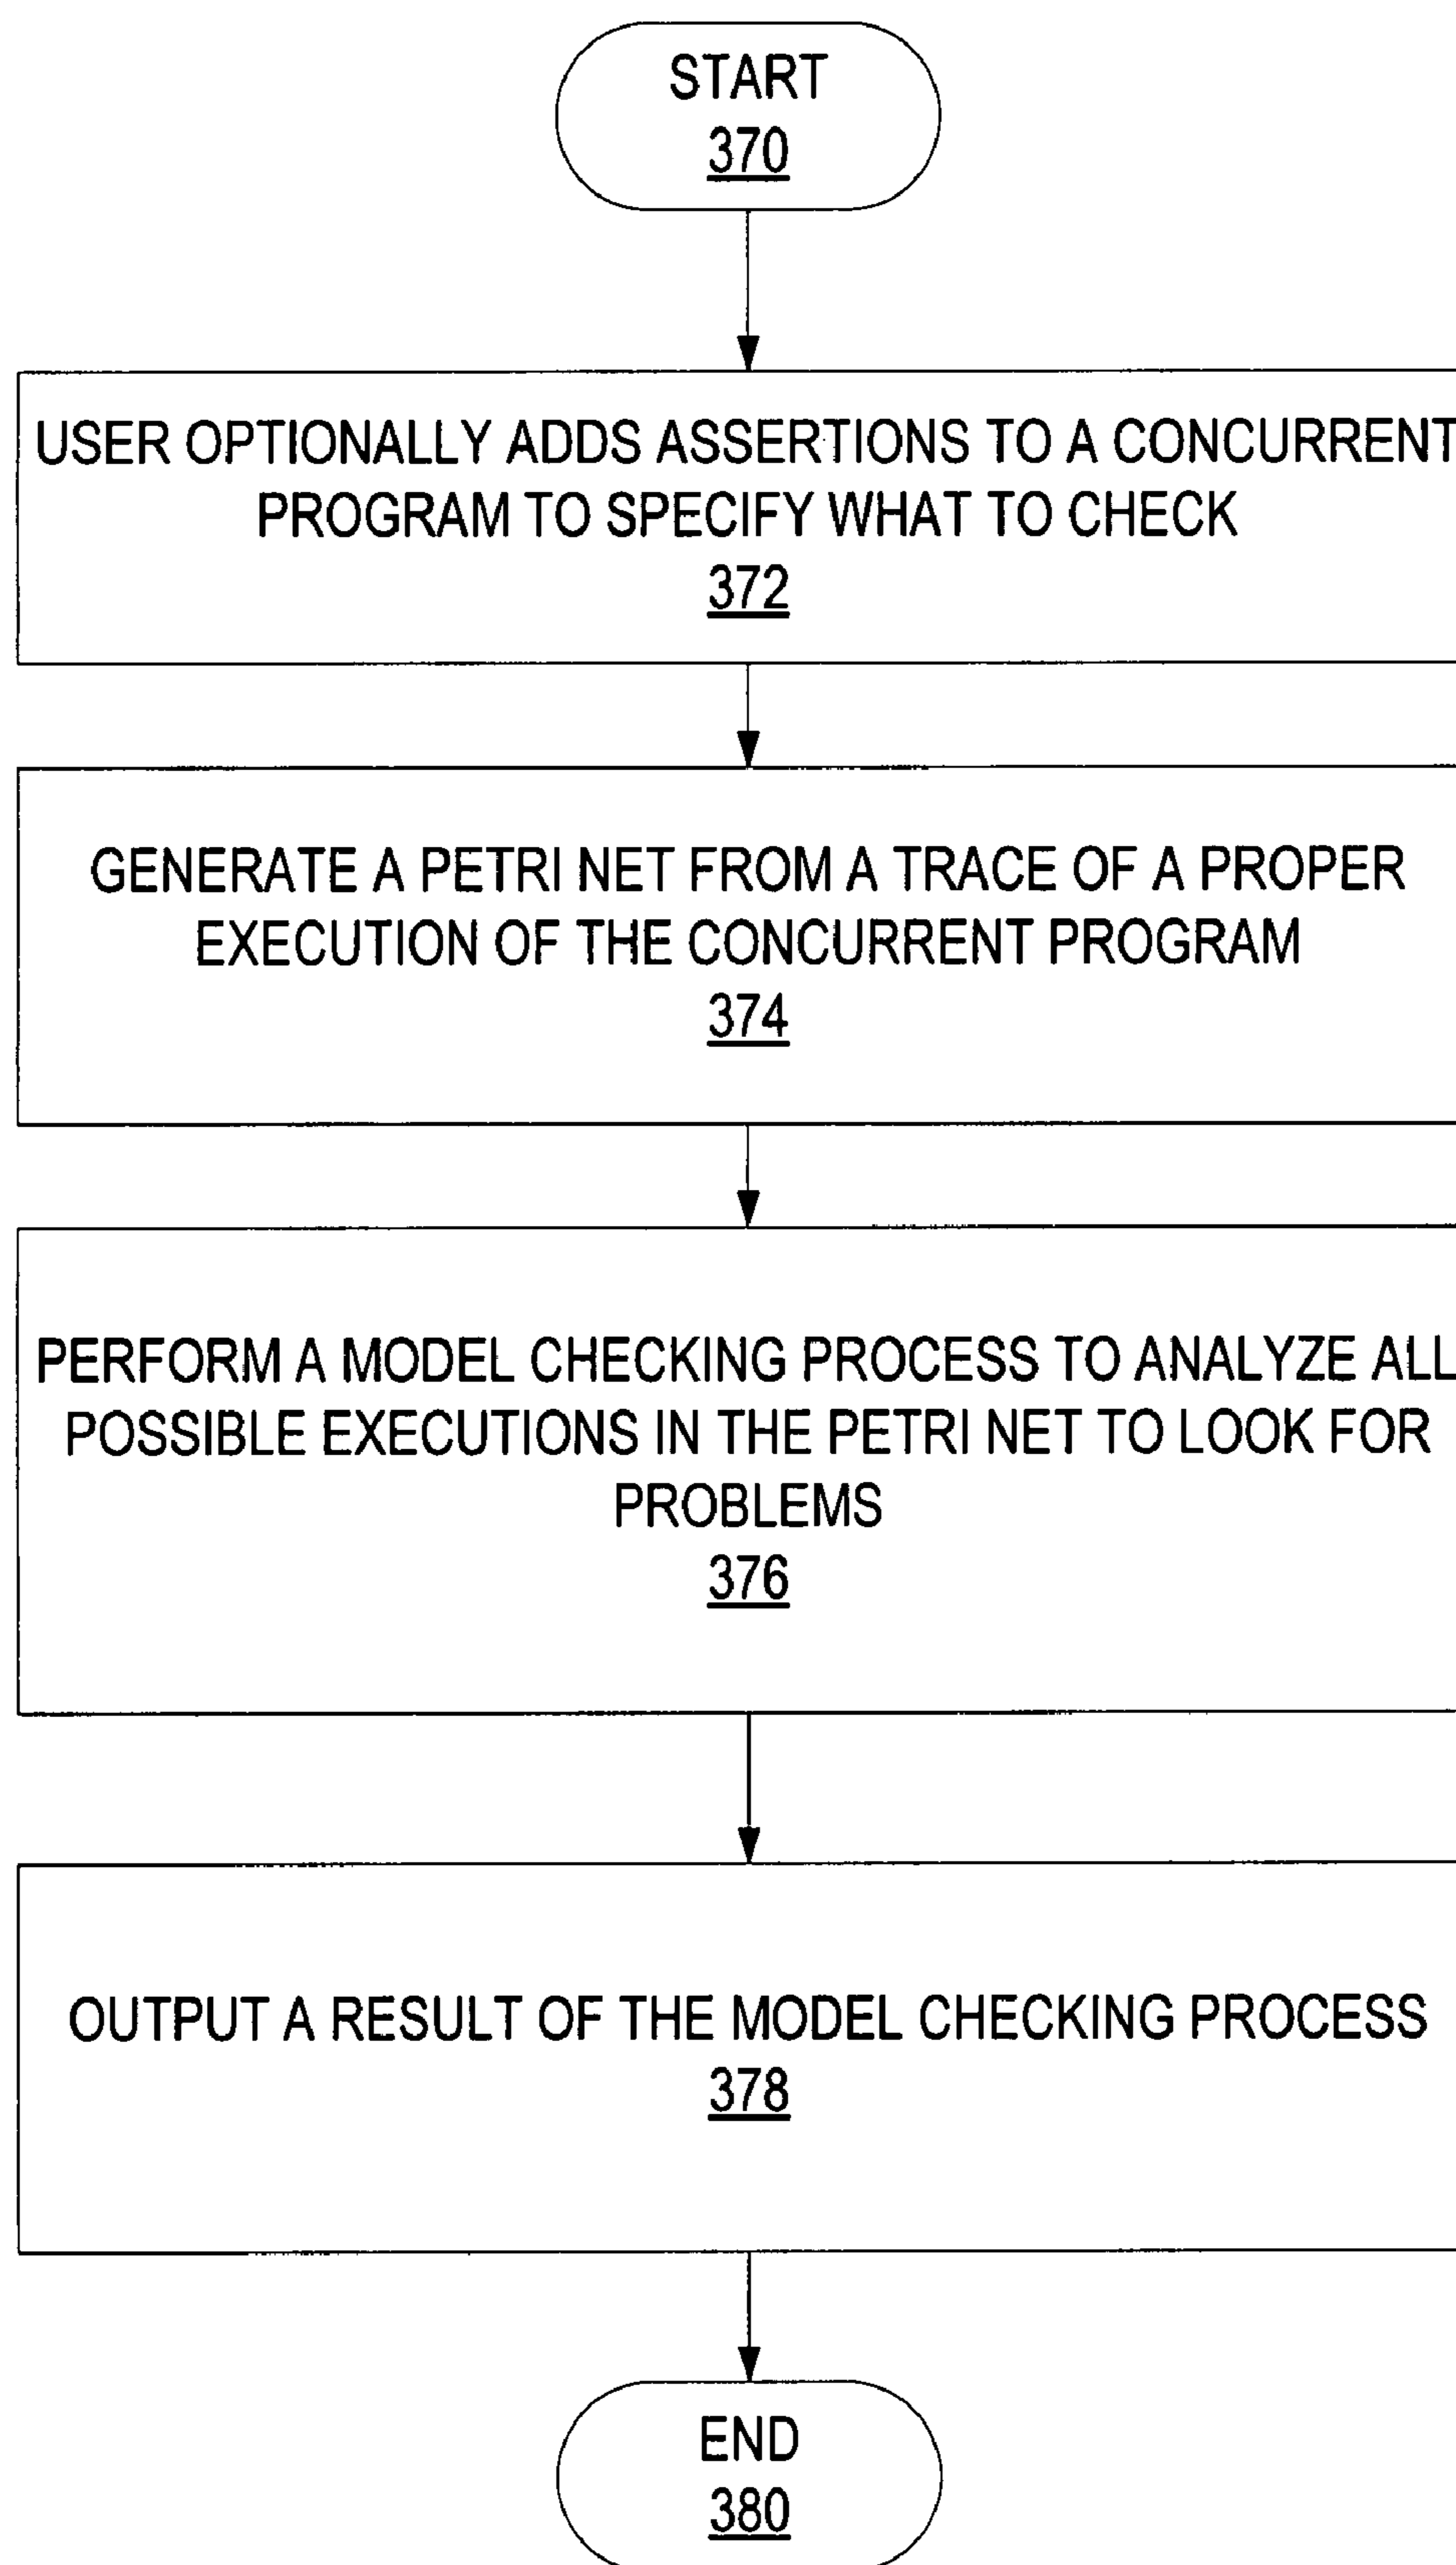 START
370
USER OPTIONALLY ADDS ASSERTIONS TO A CONCURRENT
PROGRAM TO SPECIFY WHAT TO CHECK
372
GENERATE A PETRI NET FROM A TRACE OF A PROPER
EXECUTION OF THE CONCURRENT PROGRAM
374
PERFORM A MODEL CHECKING PROCESS TO ANALYZE ALL
POSSIBLE EXECUTIONS IN THE PETRI NET TO LOOK FOR
PROBLEMS
376
OUTPUT A RESULT OF THE MODEL CHECKING PROCESS
378
END
380